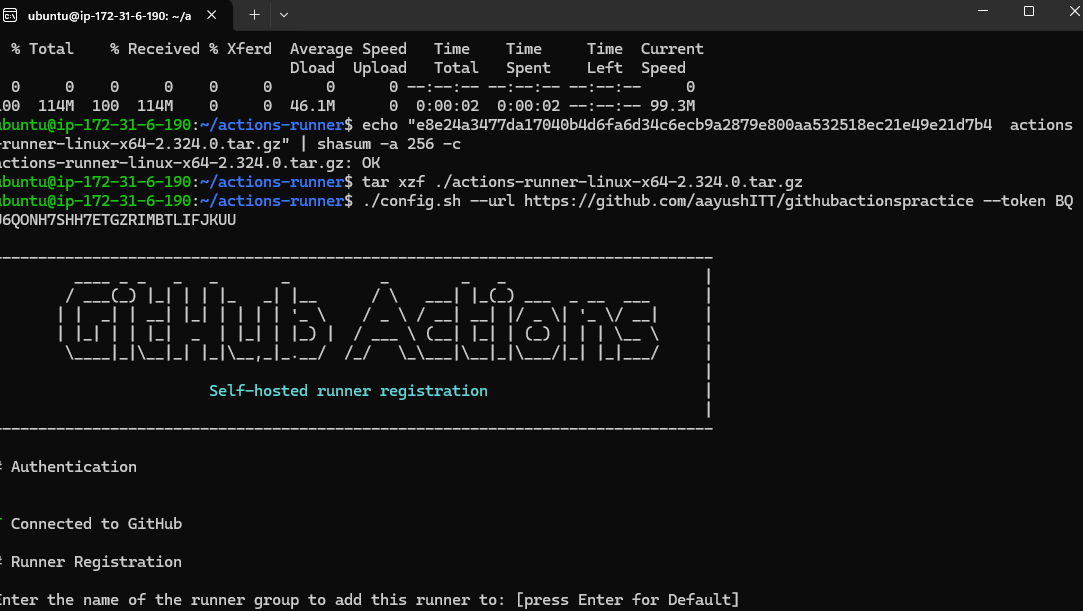 ubuntu@ip-172-31-6-190: ~/a
% Total % Received % Xferd Average Speed Time Time Time Current
Dload Upload Total Spent Left Speed
0 0 0 0 0 0 0 0 --:--:-- --:--:-- --:--:-- 0
100 114M 100 114M 0 0 46.1M 0 0:00:02 0:00:02 --:--:-- 99.3M
ubuntu@ip-172-31-6-190:~/actions-runner$ echo "e8e24a3477da17040b4d6fa6d34c6ecb9a2879e800aa532518ec21e49e21d7b4 actions
-runner-linux-x64-2.324.0.tar.gz" | shasum -a 256 -c
actions-runner-linux-x64-2.324.0.tar.gz: OK
ubuntu@ip-172-31-6-190:~/actions-runner$ tar xzf ./actions-runner-linux-x64-2.324.0.tar.gz
ubuntu@ip-172-31-6-190:~/actions-runner$ ./config.sh --url https://github.com/aayushITT/githubactionspractice --token BQ
J6QONH7SHH7ETGZRIMBTLIFJKUU
GitHub Actions
Self-hosted runner registration
# Authentication
√ Connected to GitHub
# Runner Registration
Enter the name of the runner group to add this runner to: [press Enter for Default]